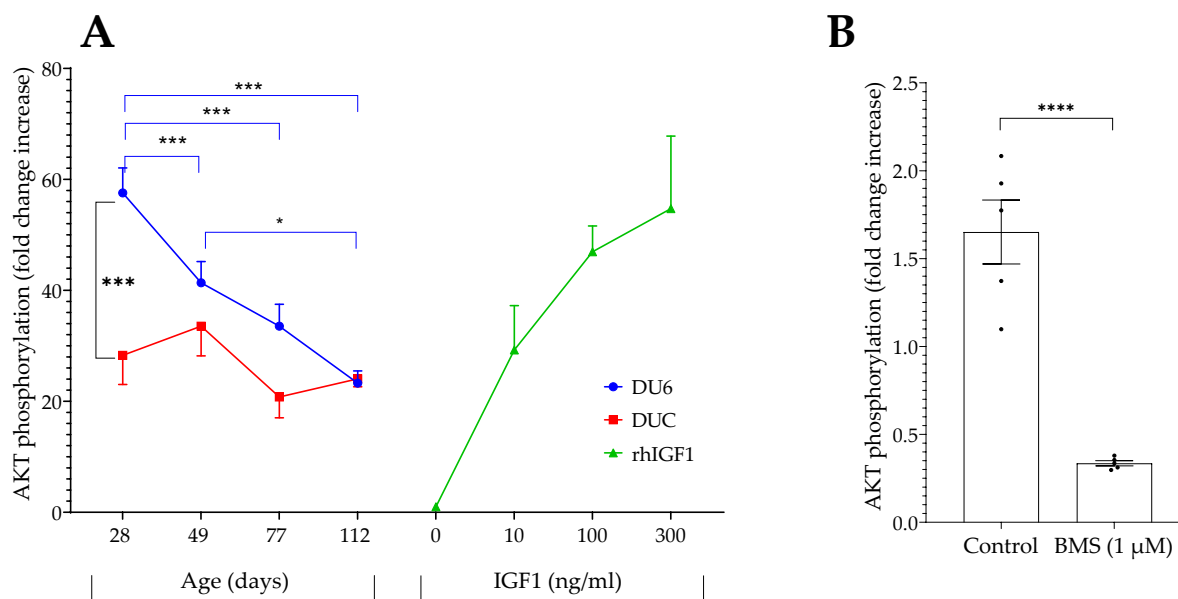 A
AKT phosphorylation (fold change increase)
80
60
40
20
0
***
***
***
*
***
DU6
DUC
rhIGF1
28 49 77 112 0 10 100 300
Age (days) IGF1 (ng/ml)
B
AKT phosphorylation (fold change increase)
2.5
2.0
1.5
1.0
0.5
0.0
****
Control BMS (1 µM)